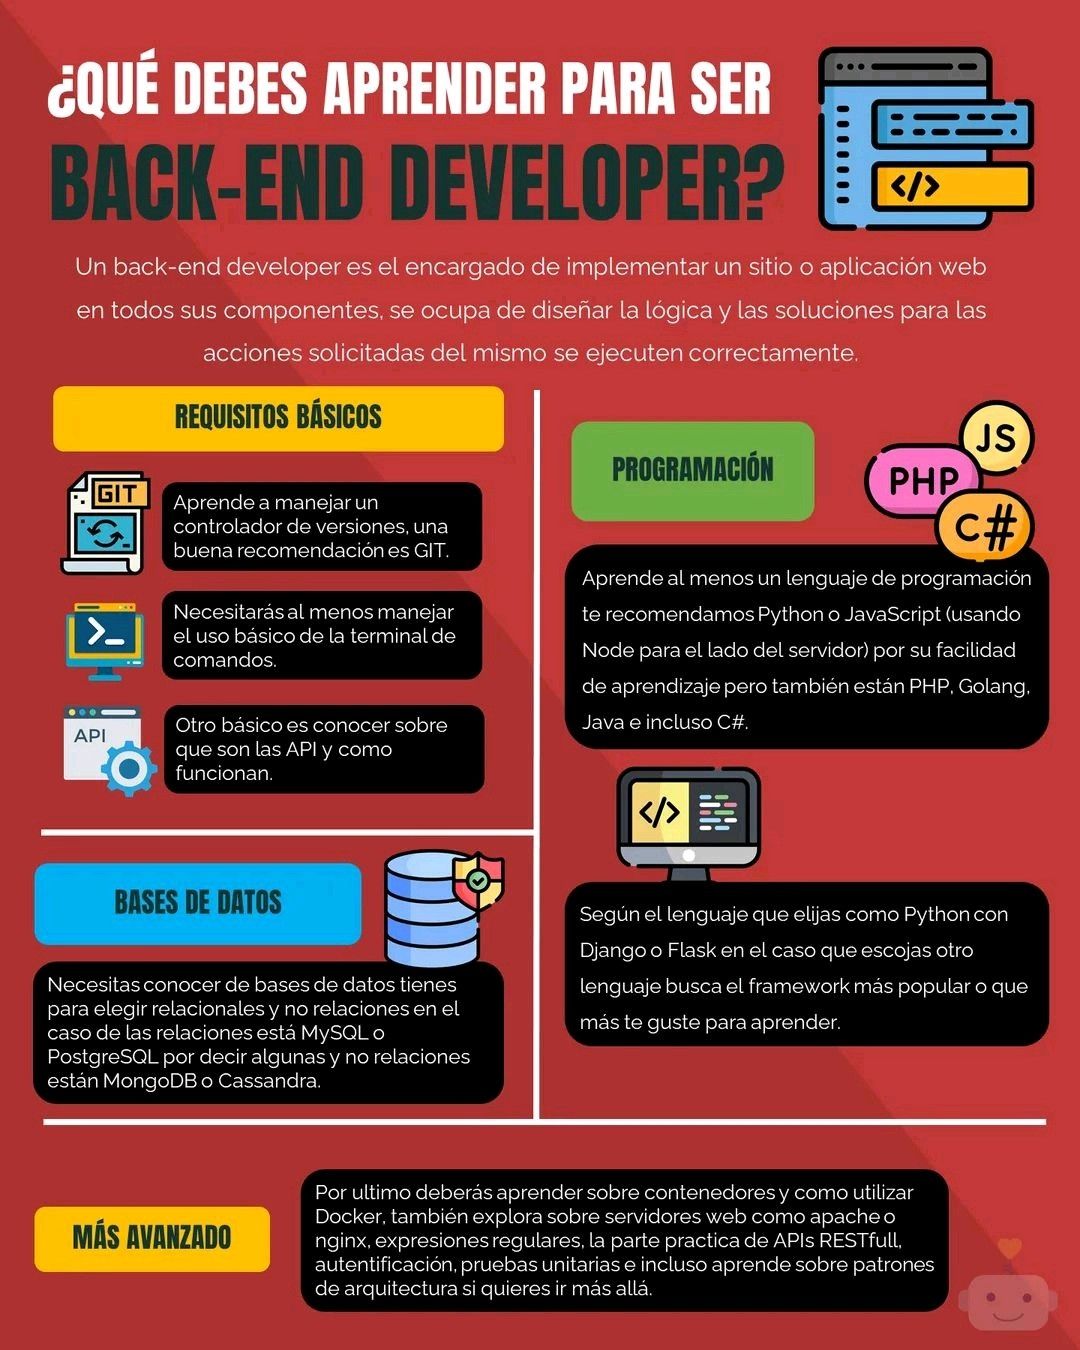 ¿QUÉ DEBES APRENDER PARA SER
BACK-END DEVELOPER?
</>
Un back-end developer es el encargado de implementar un sitio o aplicación web
en todos sus componentes, se ocupa de diseñar la lógica y las soluciones para las
acciones solicitadas del mismo se ejecuten correctamente.
REQUISITOS BÁSICOS
GIT
Aprende a manejar un
controlador de versiones, una
buena recomendación es GIT.
>_
Necesitarás al menos manejar
el uso básico de la terminal de
comandos.
API
Otro básico es conocer sobre
que son las API y como
funcionan.
BASES DE DATOS
Necesitas conocer de bases de datos tienes
para elegir relacionales y no relaciones en el
caso de las relaciones está MySQL o
PostgreSQL por decir algunas y no relaciones
están MongoDB o Cassandra.
PROGRAMACIÓN
JS
PHP
C#
Aprende al menos un lenguaje de programación
te recomendamos Python o JavaScript (usando
Node para el lado del servidor) por su facilidad
de aprendizaje pero también están PHP, Golang,
Java e incluso C#.
</>
Según el lenguaje que elijas como Python con
Django o Flask en el caso que escojas otro
lenguaje busca el framework más popular o que
más te guste para aprender.
MÁS AVANZADO
Por ultimo deberás aprender sobre contenedores y como utilizar
Docker, también explora sobre servidores web como apache o
nginx, expresiones regulares, la parte practica de APIs RESTfull,
autentificación, pruebas unitarias e incluso aprende sobre patrones
de arquitectura si quieres ir más allá.